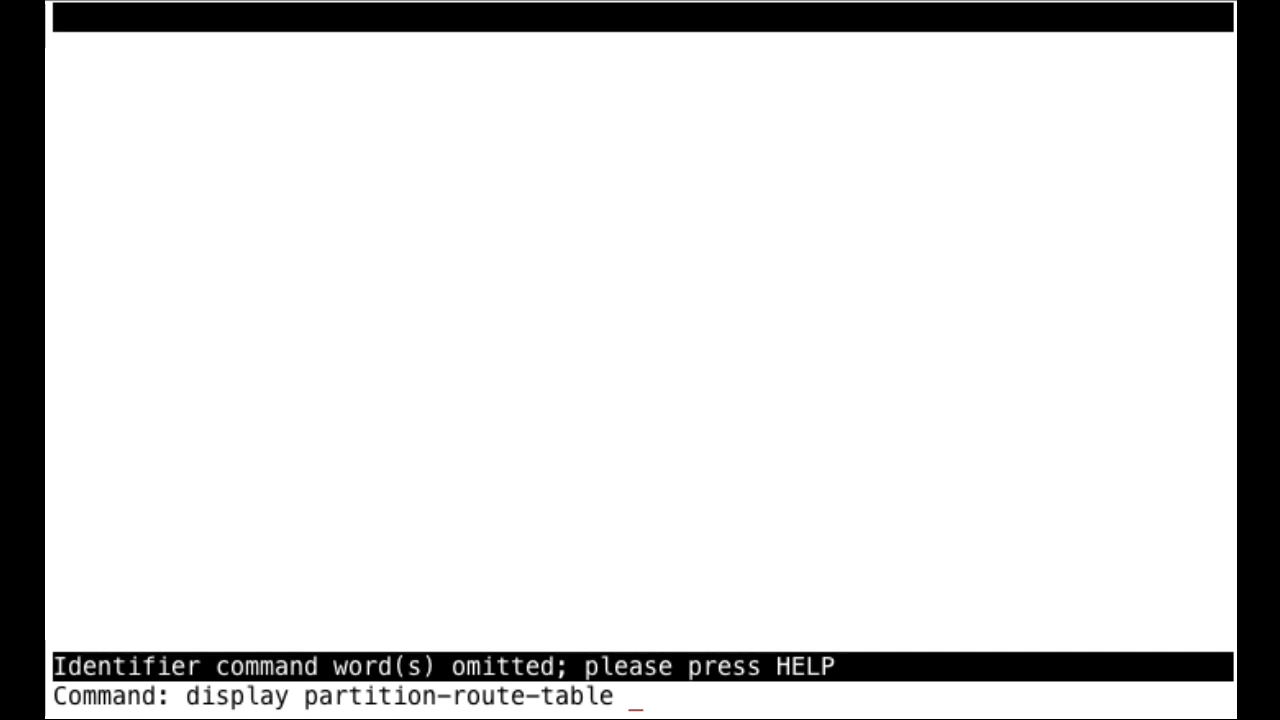 Identifier command word(s) omitted; please press HELP
Command: display partition-route-table _